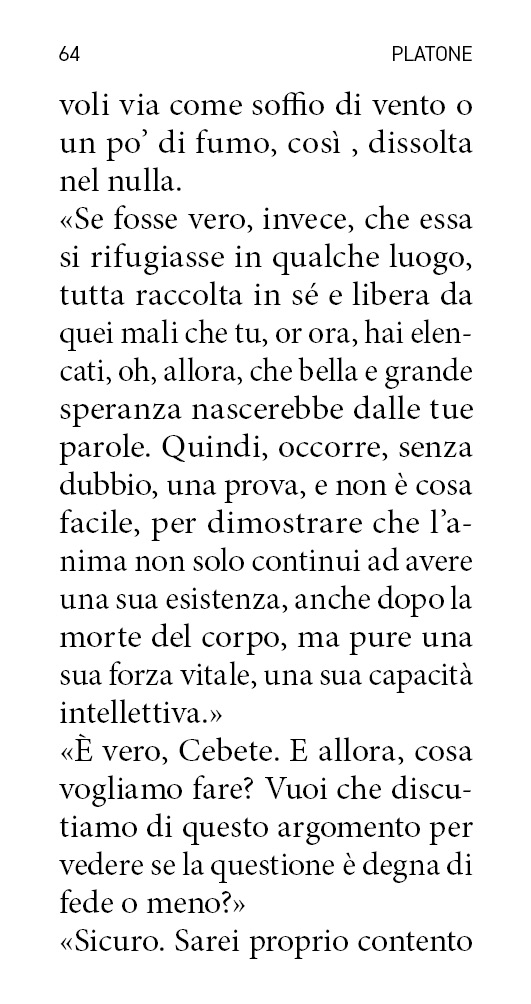 64 PLATONE
voli via come soffio di vento o
un po’ di fumo, così , dissolta
nel nulla.
«Se fosse vero, invece, che essa
si rifugiasse in qualche luogo,
tutta raccolta in sé e libera da
quei mali che tu, or ora, hai elen-
cati, oh, allora, che bella e grande
speranza nascerebbe dalle tue
parole. Quindi, occorre, senza
dubbio, una prova, e non è cosa
facile, per dimostrare che l’a-
nima non solo continui ad avere
una sua esistenza, anche dopo la
morte del corpo, ma pure una
sua forza vitale, una sua capacità
intellettiva.»
«È vero, Cebete. E allora, cosa
vogliamo fare? Vuoi che discu-
tiamo di questo argomento per
vedere se la questione è degna di
fede o meno?»
«Sicuro. Sarei proprio contento